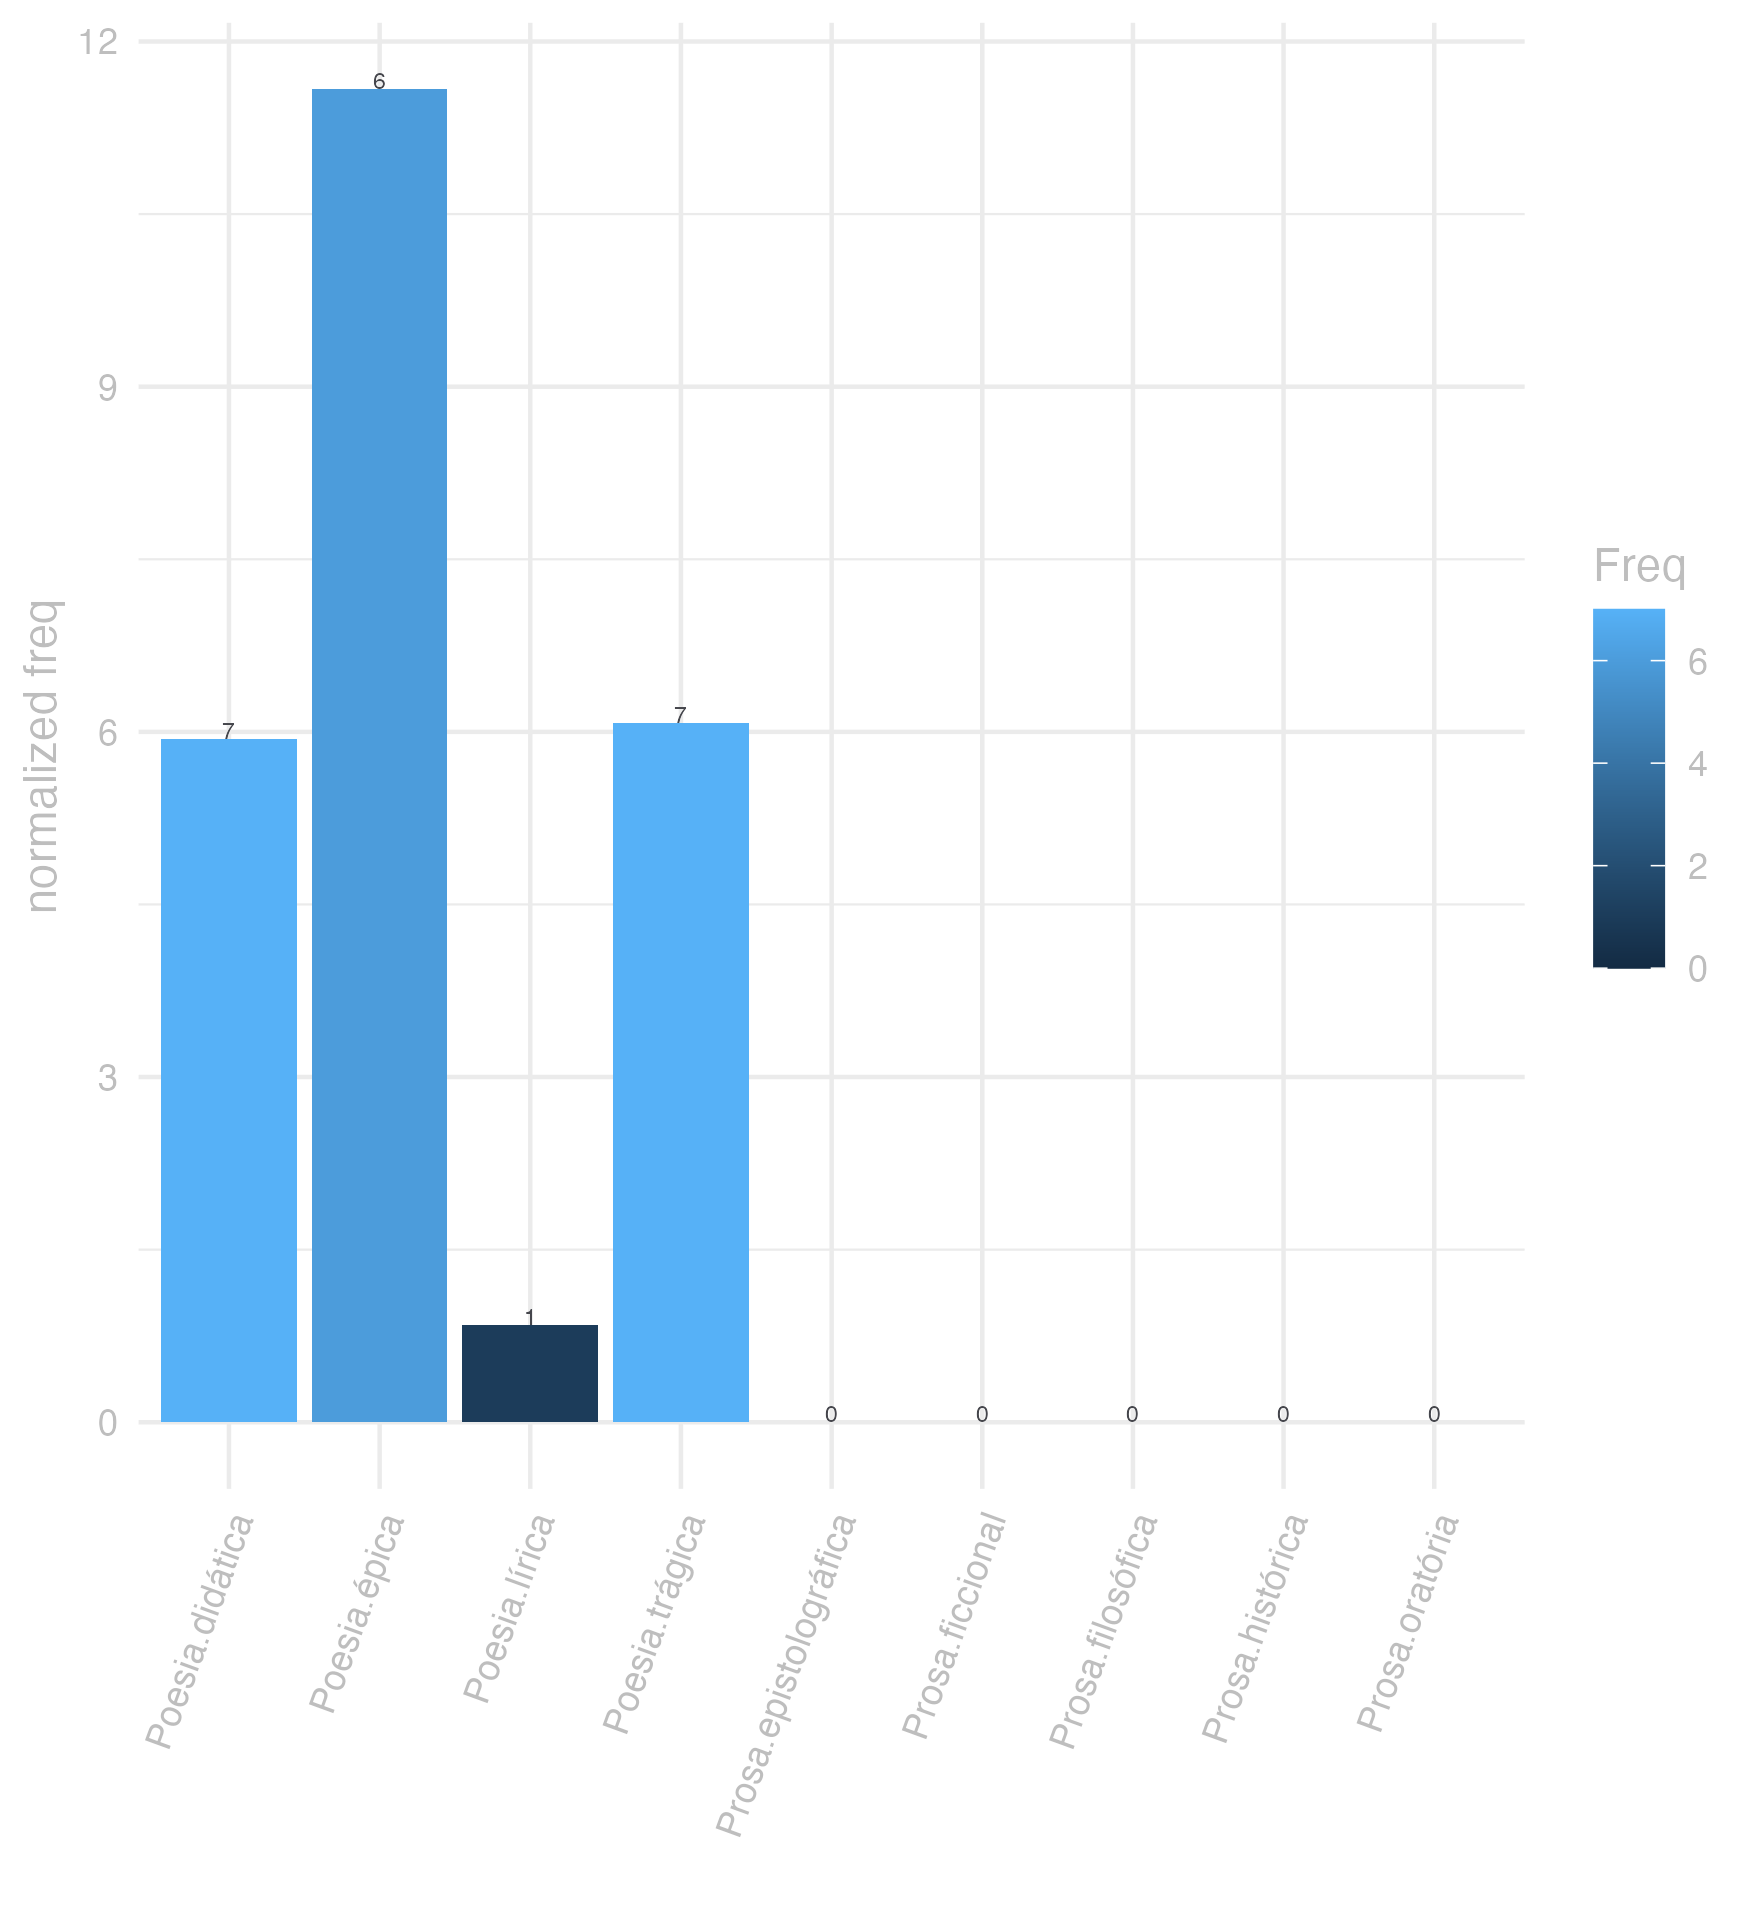 normalized freq
12
9
6
3
0
7
6
1
7
0
0
0
0
0
Poesia.didática
Poesia.épica
Poesia.lírica
Poesia.trágica
Prosa.epistolográfica
Prosa.ficcional
Prosa.filosófica
Prosa.histórica
Prosa.oratória
Freq
6
4
2
0